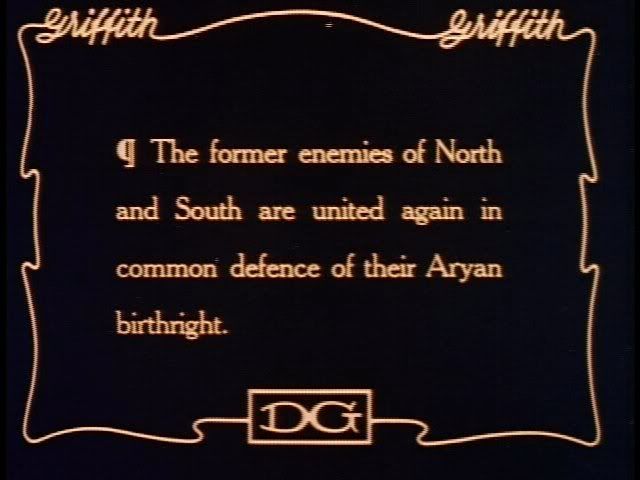 Griffith Griffith
¶ The former enemies of North
and South are united again in
common defence of their Aryan
birthright.
DG